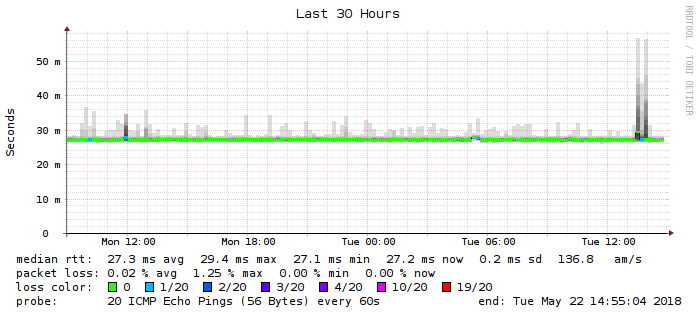 Last 30 Hours
RRDTOOL / TOBI OETIKER
Seconds
50 m
40 m
30 m
20 m
10 m
0
Mon 12:00 Mon 18:00 Tue 00:00 Tue 06:00 Tue 12:00
median rtt: 27.3 ms avg 29.4 ms max 27.1 ms min 27.2 ms now 0.2 ms sd 136.8 am/s
packet loss: 0.02 % avg 1.25 % max 0.00 % min 0.00 % now
loss color: 0 1/20 2/20 3/20 4/20 10/20 19/20
probe: 20 ICMP Echo Pings (56 Bytes) every 60s end: Tue May 22 14:55:04 2018